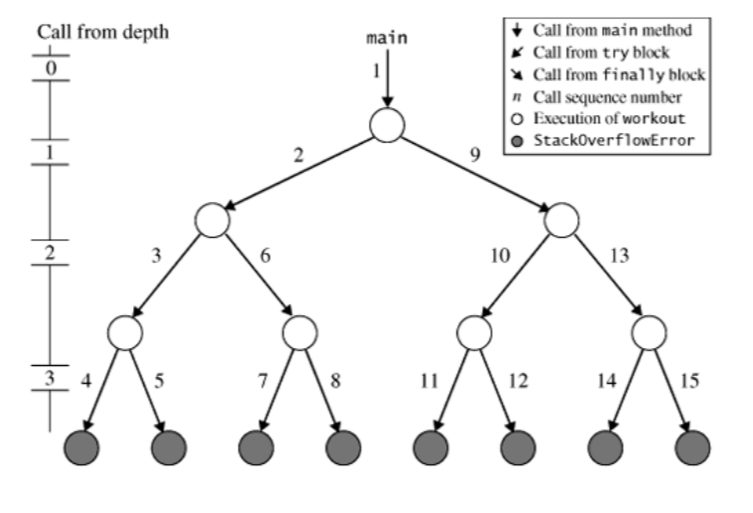 Call from depth
main
0
1
2
3
1
2
9
3
6
10
13
4
5
7
8
11
12
14
15
Call from main method
Call from try block
Call from finally block
n Call sequence number
Execution of workout
StackOverflowError